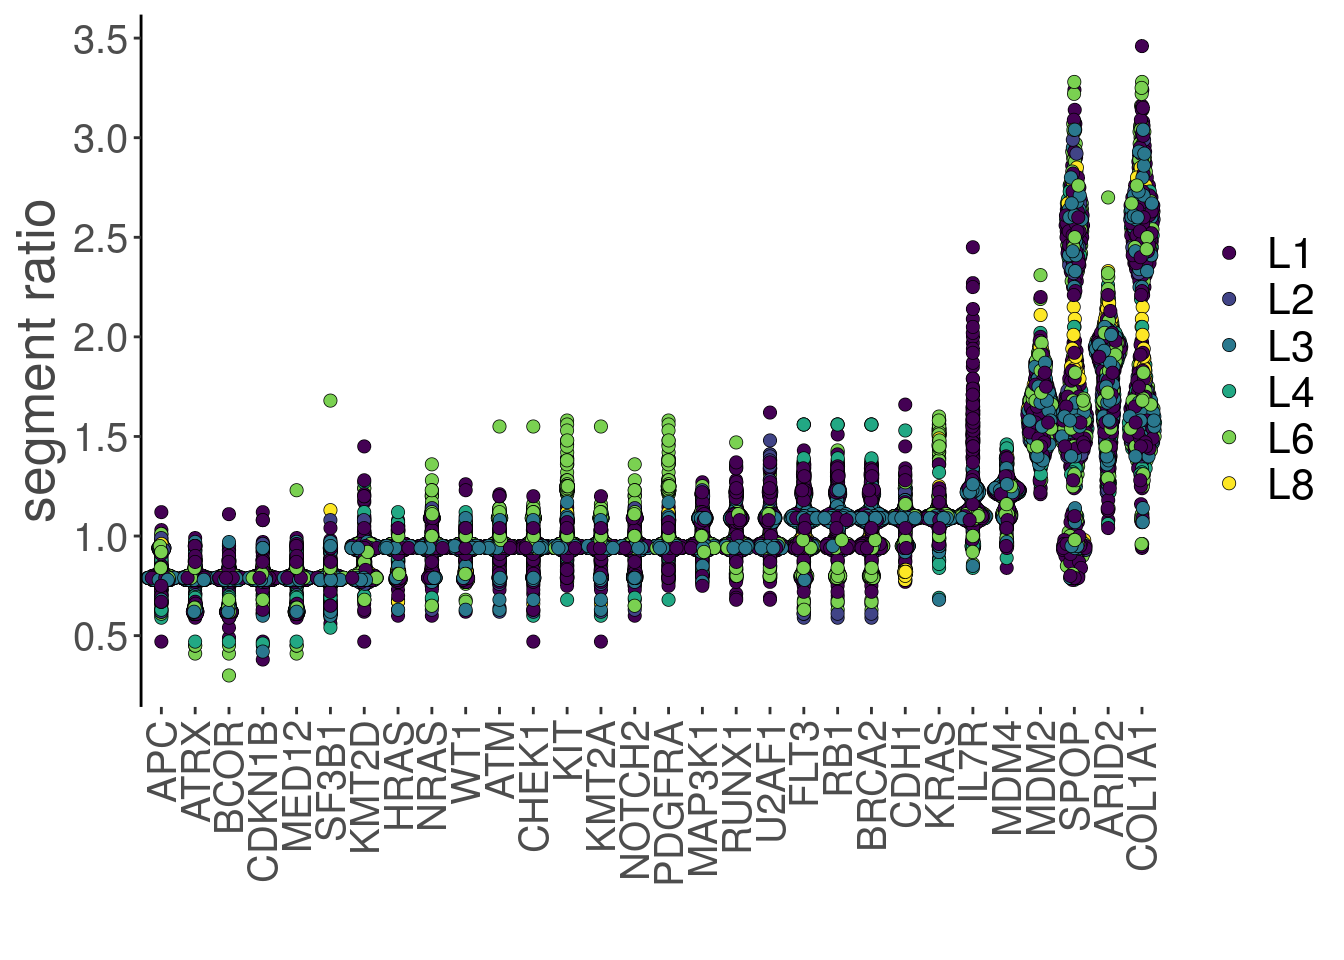 segment ratio
3.5
3.0
2.5
2.0
1.5
1.0
0.5
APC
ATRX
BCOR
CDKN1B
MED12
SF3B1
KMT2D
HRAS
NRAS
WT1
ATM
CHEK1
KIT
KMT2A
NOTCH2
PDGFRA
MAP3K1
RUNX1
U2AF1
FLT3
RB1
BRCA2
CDH1
KRAS
IL7R
MDM4
MDM2
SPOP
ARID2
COL1A1
L1
L2
L3
L4
L6
L8